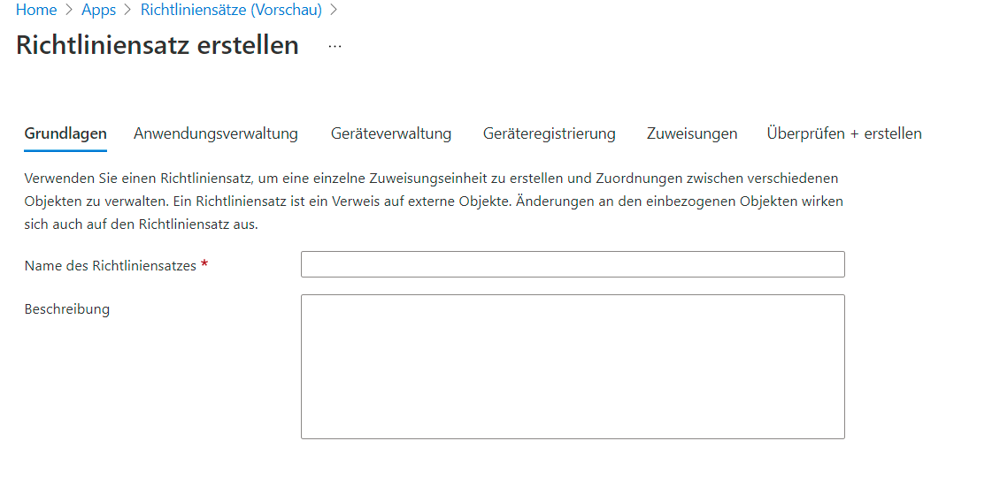 Home > Apps > Richtliniensätze (Vorschau) >
Richtliniensatz erstellen ...
Grundlagen Anwendungsverwaltung Geräteverwaltung Geräteregistrierung Zuweisungen Überprüfen + erstellen
Verwenden Sie einen Richtliniensatz, um eine einzelne Zuweisungseinheit zu erstellen und Zuordnungen zwischen verschiedenen
Objekten zu verwalten. Ein Richtliniensatz ist ein Verweis auf externe Objekte. Änderungen an den einbezogenen Objekten wirken
sich auch auf den Richtliniensatz aus.
Name des Richtliniensatzes *
Beschreibung